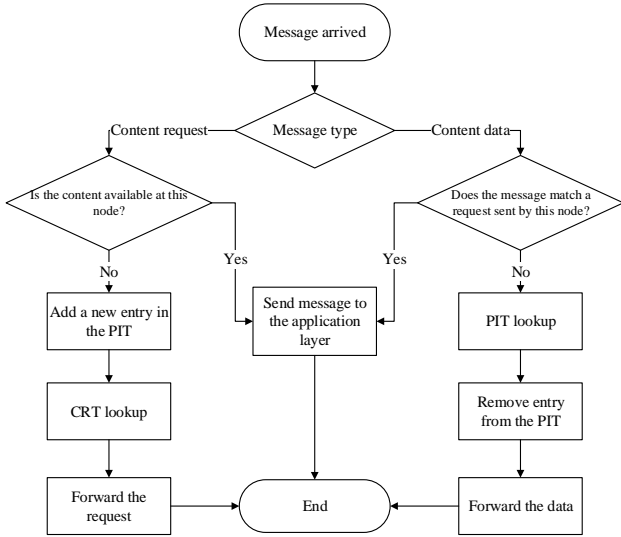 Message arrived
Message type
Content request
Content data
Is the content available at this
node?
Does the message match a
request sent by this node?
Yes
Yes
No
No
Add a new entry in
the PIT
Send message to
the application
layer
PIT lookup
CRT lookup
Remove entry
from the PIT
Forward the
request
End
Forward the data